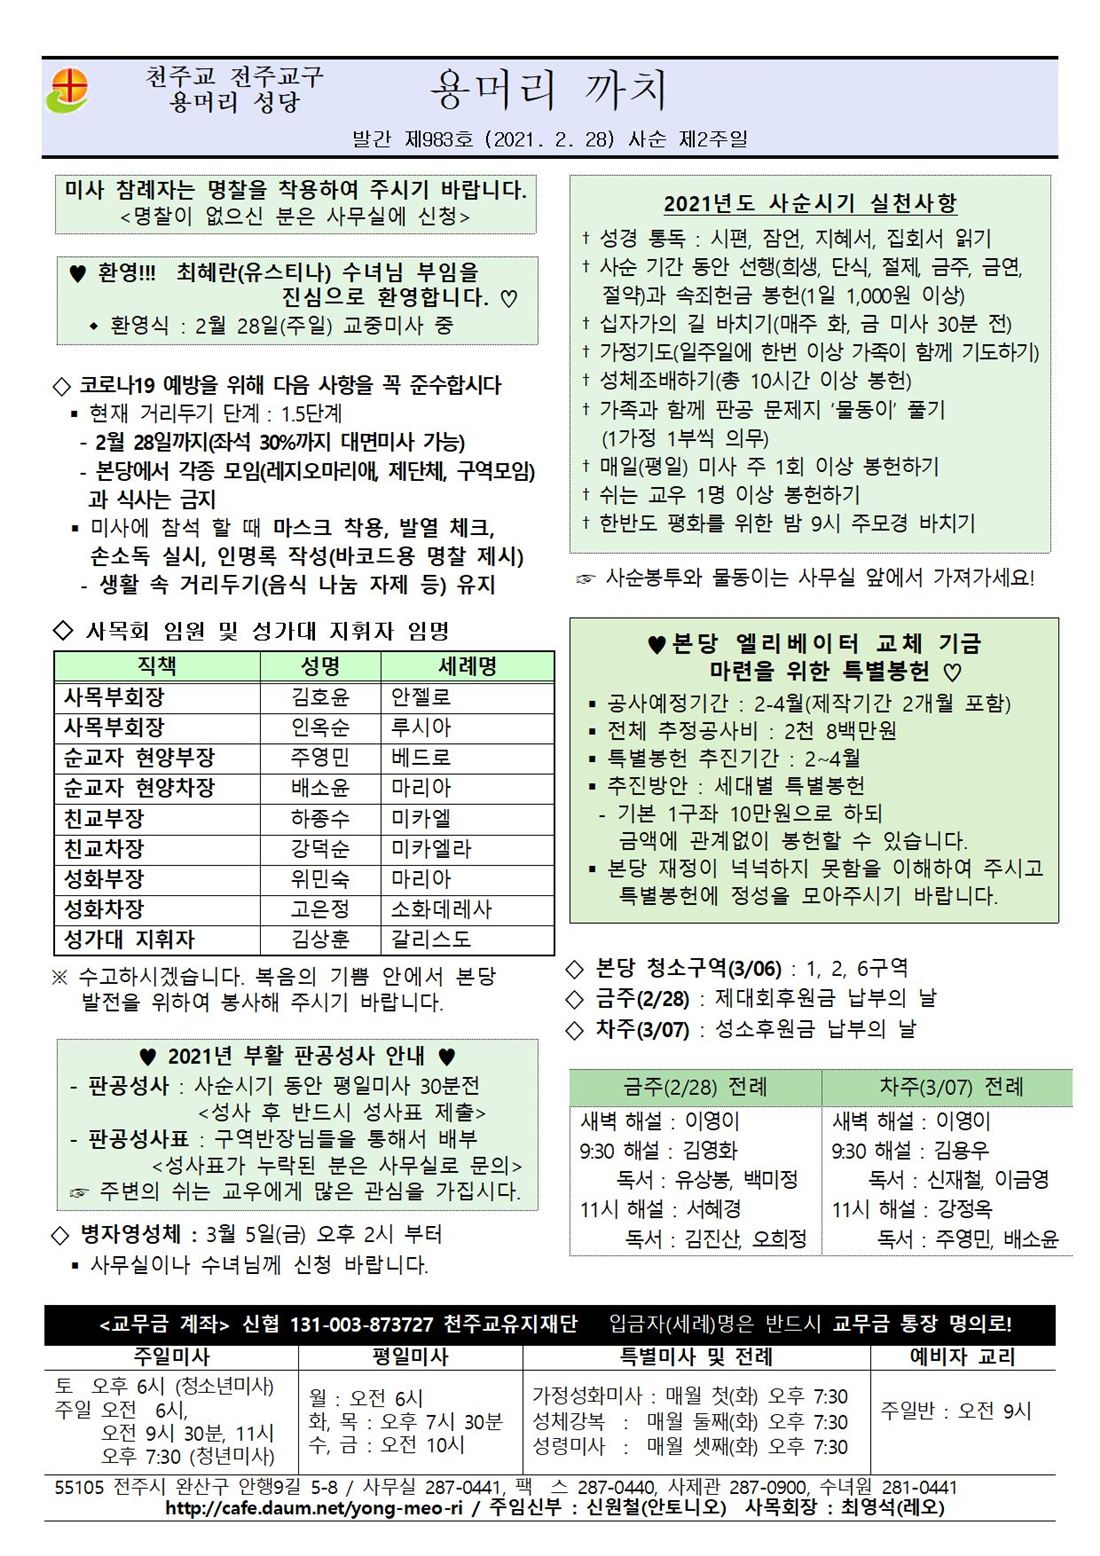 천주교 전주교구
용머리 성당
용머리 까치
발간 제983호 (2021. 2. 28) 사순 제2주일
미사 참례자는 명찰을 착용하여 주시기 바랍니다.
<명찰이 없으신 분은 사무실에 신청>
♥ 환영!!! 최혜란(유스티나) 수녀님 부임을
진심으로 환영합니다. ♡
◆ 환영식 : 2월 28일(주일) 교중미사 중
◇ 코로나19 예방을 위해 다음 사항을 꼭 준수합시다
▪ 현재 거리두기 단계 : 1.5단계
- 2월 28일까지(좌석 30%까지 대면미사 가능)
- 본당에서 각종 모임(레지오마리애, 제단체, 구역모임)
과 식사는 금지
▪ 미사에 참석 할 때 마스크 착용, 발열 체크,
손소독 실시, 인명록 작성(바코드용 명찰 제시)
- 생활 속 거리두기(음식 나눔 자제 등) 유지
◇ 사목회 임원 및 성가대 지휘자 임명
직책 성명 세례명
사목부회장 김호윤 안젤로
사목부회장 인옥순 루시아
순교자 현양부장 주영민 베드로
순교자 현양차장 배소윤 마리아
친교부장 하종수 미카엘
친교차장 강덕순 미카엘라
성화부장 위민숙 마리아
성화차장 고은정 소화데레사
성가대 지휘자 김상훈 갈리스도
※ 수고하시겠습니다. 복음의 기쁨 안에서 본당
발전을 위하여 봉사해 주시기 바랍니다.
♥ 2021년 부활 판공성사 안내 ♥
- 판공성사 : 사순시기 동안 평일미사 30분전
<성사 후 반드시 성사표 제출>
- 판공성사표 : 구역반장님들을 통해서 배부
<성사표가 누락된 분은 사무실로 문의>
☞ 주변의 쉬는 교우에게 많은 관심을 가집시다.
◇ 병자영성체 : 3월 5일(금) 오후 2시 부터
▪ 사무실이나 수녀님께 신청 바랍니다.
2021년도 사순시기 실천사항
† 성경 통독 : 시편, 잠언, 지혜서, 집회서 읽기
† 사순 기간 동안 선행(희생, 단식, 절제, 금주, 금연,
절약)과 속죄헌금 봉헌(1일 1,000원 이상)
† 십자가의 길 바치기(매주 화, 금 미사 30분 전)
† 가정기도(일주일에 한번 이상 가족이 함께 기도하기)
† 성체조배하기(총 10시간 이상 봉헌)
† 가족과 함께 판공 문제지 ‘물동이’ 풀기
(1가정 1부씩 의무)
† 매일(평일) 미사 주 1회 이상 봉헌하기
† 쉬는 교우 1명 이상 봉헌하기
† 한반도 평화를 위한 밤 9시 주모경 바치기
☞ 사순봉투와 물동이는 사무실 앞에서 가져가세요!
♥본당 엘리베이터 교체 기금
마련을 위한 특별봉헌 ♡
▪ 공사예정기간 : 2-4월(제작기간 2개월 포함)
▪ 전체 추정공사비 : 2천 8백만원
▪ 특별봉헌 추진기간 : 2~4월
▪ 추진방안 : 세대별 특별봉헌
- 기본 1구좌 10만원으로 하되
금액에 관계없이 봉헌할 수 있습니다.
▪ 본당 재정이 넉넉하지 못함을 이해하여 주시고
특별봉헌에 정성을 모아주시기 바랍니다.
◇ 본당 청소구역(3/06) : 1, 2, 6구역
◇ 금주(2/28) : 제대회후원금 납부의 날
◇ 차주(3/07) : 성소후원금 납부의 날
금주(2/28) 전례 차주(3/07) 전례
새벽 해설 : 이영이 새벽 해설 : 이영이
9:30 해설 : 김영화 9:30 해설 : 김용우
독서 : 유상봉, 백미정 독서 : 신재철, 이금영
11시 해설 : 서혜경 11시 해설 : 강정옥
독서 : 김진산, 오희정 독서 : 주영민, 배소윤
<교무금 계좌> 신협 131-003-873727 천주교유지재단 입금자(세례)명은 반드시 교무금 통장 명의로!
주일미사 평일미사 특별미사 및 전례 예비자 교리
토 오후 6시 (청소년미사)
주일 오전 6시,
오전 9시 30분, 11시
오후 7:30 (청년미사)
월 : 오전 6시
화, 목 : 오후 7시 30분
수, 금 : 오전 10시
가정성화미사 : 매월 첫(화) 오후 7:30
성체강복 : 매월 둘째(화) 오후 7:30
성령미사 : 매월 셋째(화) 오후 7:30
주일반 : 오전 9시
55105 전주시 완산구 안행9길 5-8 / 사무실 287-0441, 팩 스 287-0440, 사제관 287-0900, 수녀원 281-0441
http://cafe.daum.net/yong-meo-ri / 주임신부 : 신원철(안토니오) 사목회장 : 최영석(레오)